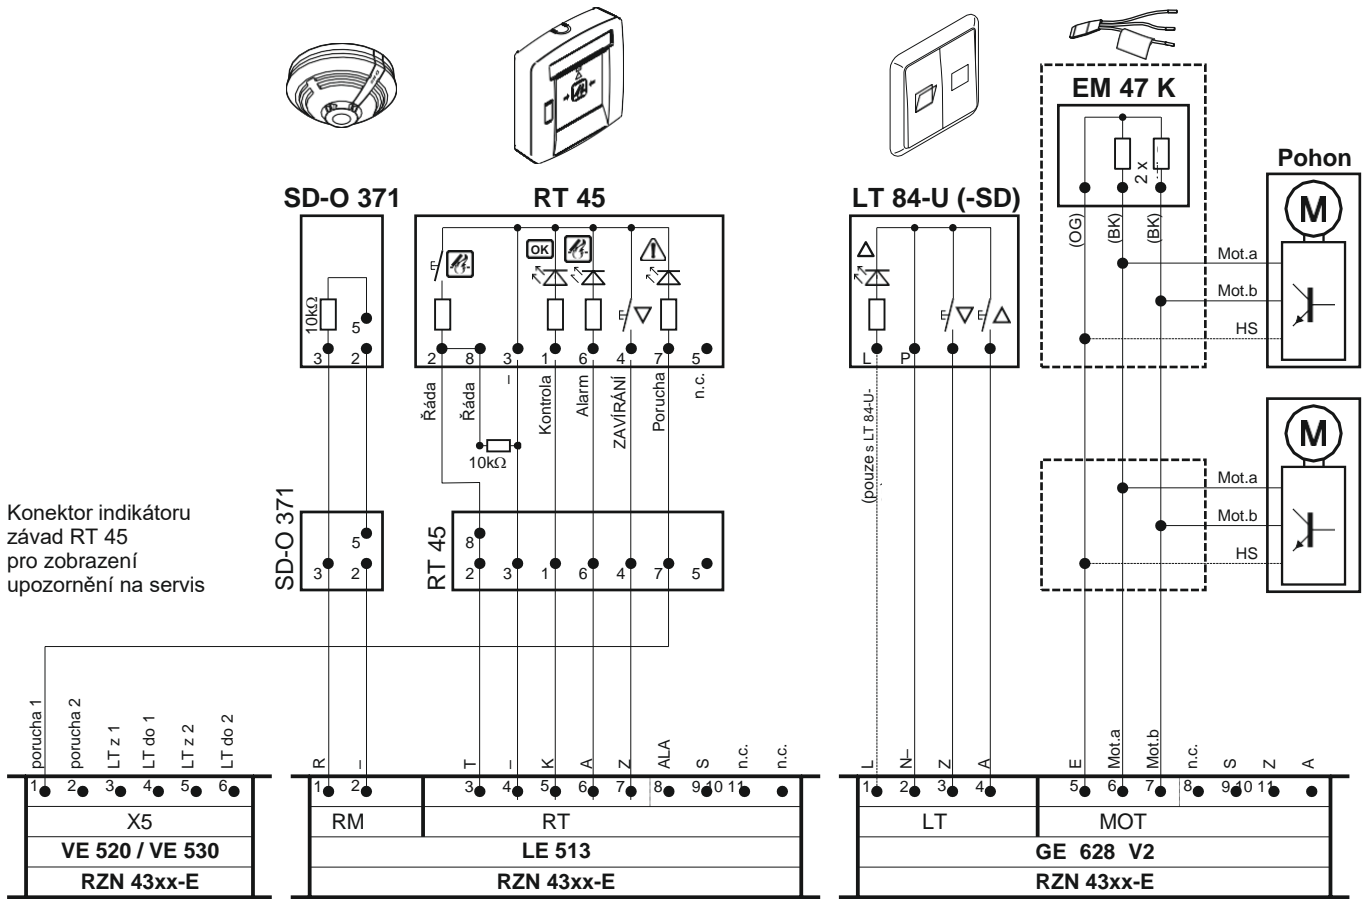 EM 47 K
2 x
Pohon
M
SD-O 371
RT 45
LT 84-U (-SD)
(OG)
(BK)
(BK)
OK
Mot.a
Mot.b
HS
10kΩ
5
3 2
2 8 3 1 6 4 7 5
L P
Řáda
Řáda
–
Kontrola
Alarm
ZAVÍRÁNÍ
Porucha
n.c.
(pouze s LT 84-U-
10kΩ
M
Mot.a
Mot.b
HS
Konektor indikátoru
závad RT 45
pro zobrazení
upozornění na servis
SD-O 371
5
3 2
RT 45
8
2 3 1 6 4 7 5
porucha 1
porucha 2
LT z 1
LT do 1
LT z 2
LT do 2
R
–
T
–
K
A
Z
ALA
S
n.c.
n.c.
L
N–
Z
A
E
Mot.a
Mot.b
n.c.
S
Z
A
1 2 3 4 5 6
1 2 3 4 5 6 7 8 9 10 11
1 2 3 4 5 6 7 8 9 10 11
X5
RM
RT
LT
MOT
VE 520 / VE 530
LE 513
GE 628 V2
RZN 43xx-E
RZN 43xx-E
RZN 43xx-E